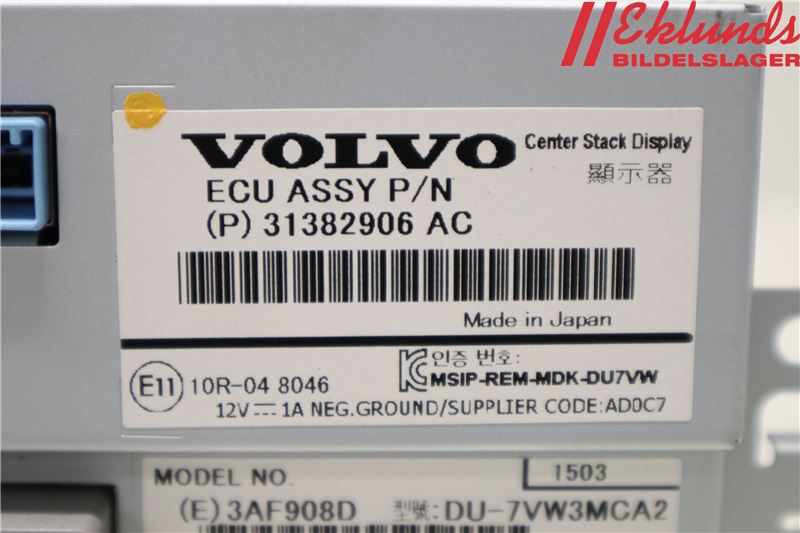 Eklunds
BILDELSLAGER
VOLVO Center Stack Display
顯示器
ECU ASSY P/N
(P) 31382906 AC
Made in Japan
E11 10R-04 8046
KC 인증 번호:
MSIP-REM-MDK-DU7VW
12V⎓1A NEG.GROUND/SUPPLIER CODE:AD0C7
MODEL NO. 1503
(E) 3AF908D 型號: DU-7VW3MCA2